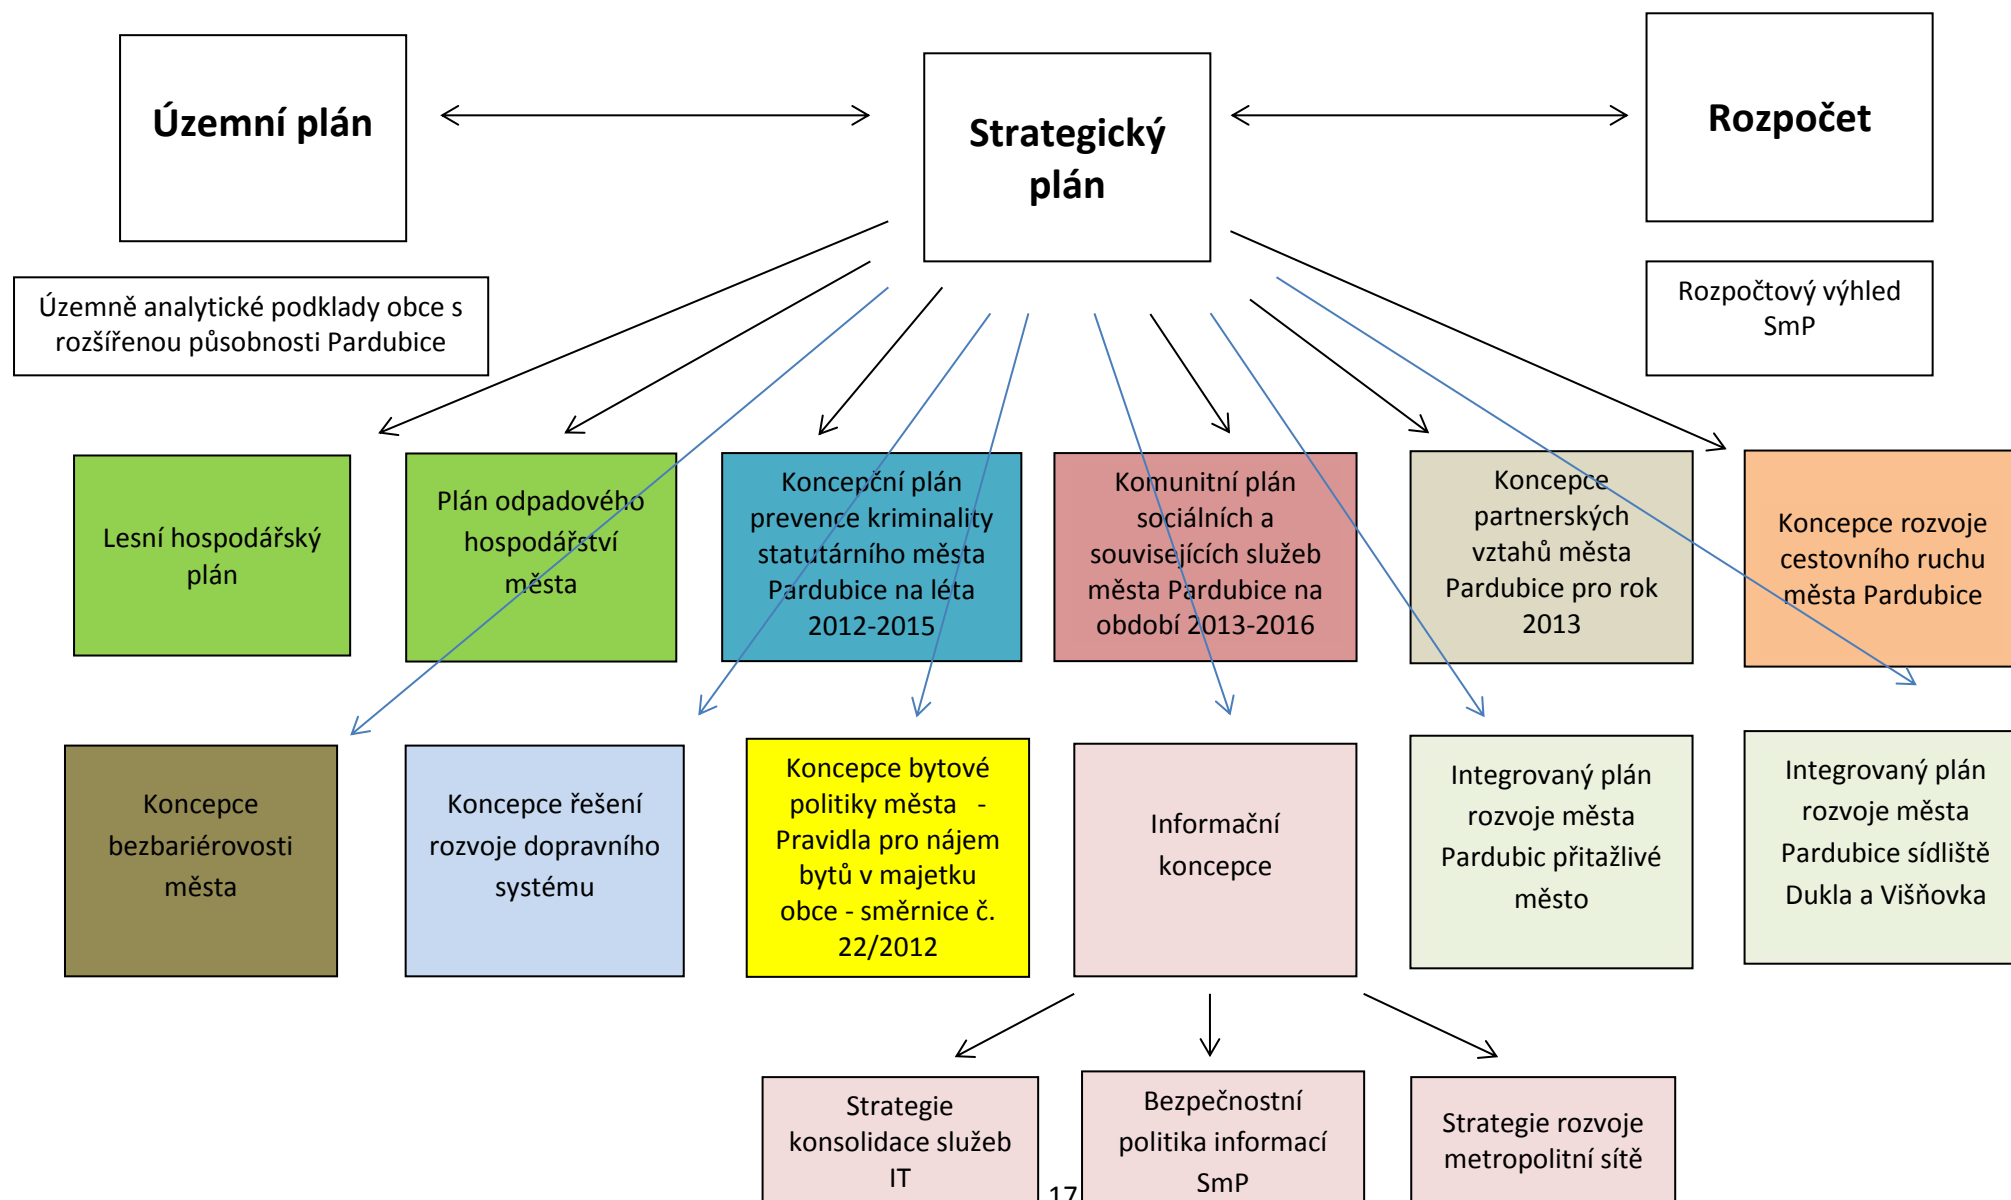 Územní plán
Strategický
plán
Rozpočet
Územně analytické podklady obce s
rozšířenou působnosti Pardubice
Rozpočtový výhled
SmP
Lesní hospodářský
plán
Plán odpadového
hospodářství
města
Koncepční plán
prevence kriminality
statutárního města
Pardubice na léta
2012-2015
Komunitní plán
sociálních a
souvisejících služeb
města Pardubice na
období 2013-2016
Koncepce
partnerských
vztahů města
Pardubice pro rok
2013
Koncepce rozvoje
cestovního ruchu
města Pardubice
Koncepce
bezbariérovosti
města
Koncepce řešení
rozvoje dopravního
systému
Koncepce bytové
politiky města -
Pravidla pro nájem
bytů v majetku
obce - směrnice č.
22/2012
Informační
koncepce
Integrovaný plán
rozvoje města
Pardubic přitažlivé
město
Integrovaný plán
rozvoje města
Pardubice sídliště
Dukla a Višňovka
Strategie
konsolidace služeb
IT
Bezpečnostní
politika informací
SmP
Strategie rozvoje
metropolitní sítě
17